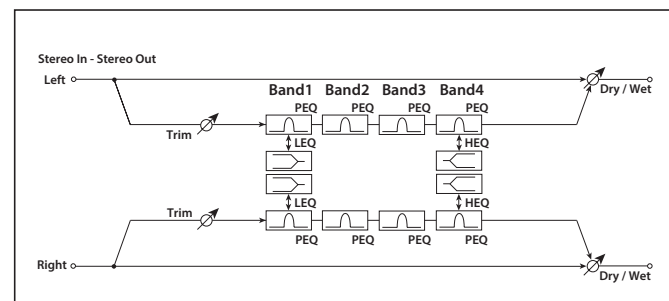 Stereo In - Stereo Out
Left
Band1 Band2 Band3 Band4
Dry / Wet
PEQ PEQ PEQ PEQ
Trim
LEQ HEQ
LEQ HEQ
Trim
PEQ PEQ PEQ PEQ
Right
Dry / Wet